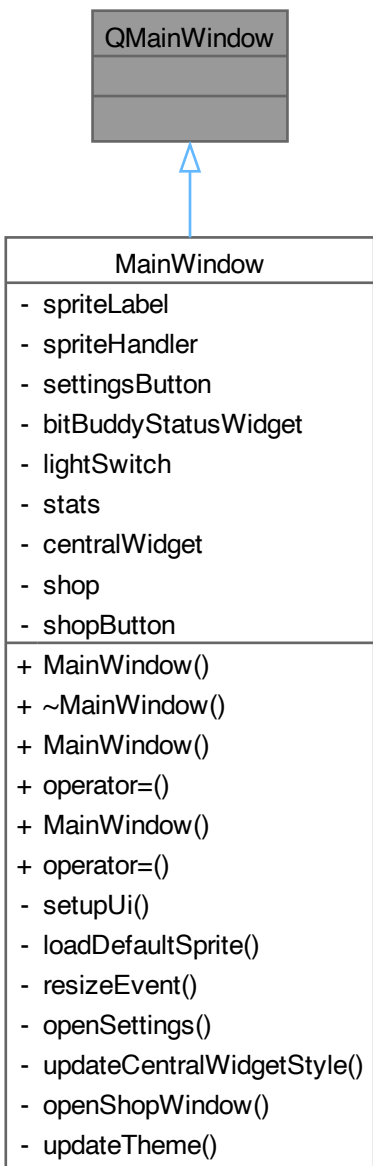 QMainWindow
MainWindow
- spriteLabel
- spriteHandler
- settingsButton
- bitBuddyStatusWidget
- lightSwitch
- stats
- centralWidget
- shop
- shopButton
+ MainWindow()
+ ~MainWindow()
+ MainWindow()
+ operator=()
+ MainWindow()
+ operator=()
- setupUi()
- loadDefaultSprite()
- resizeEvent()
- openSettings()
- updateCentralWidgetStyle()
- openShopWindow()
- updateTheme()